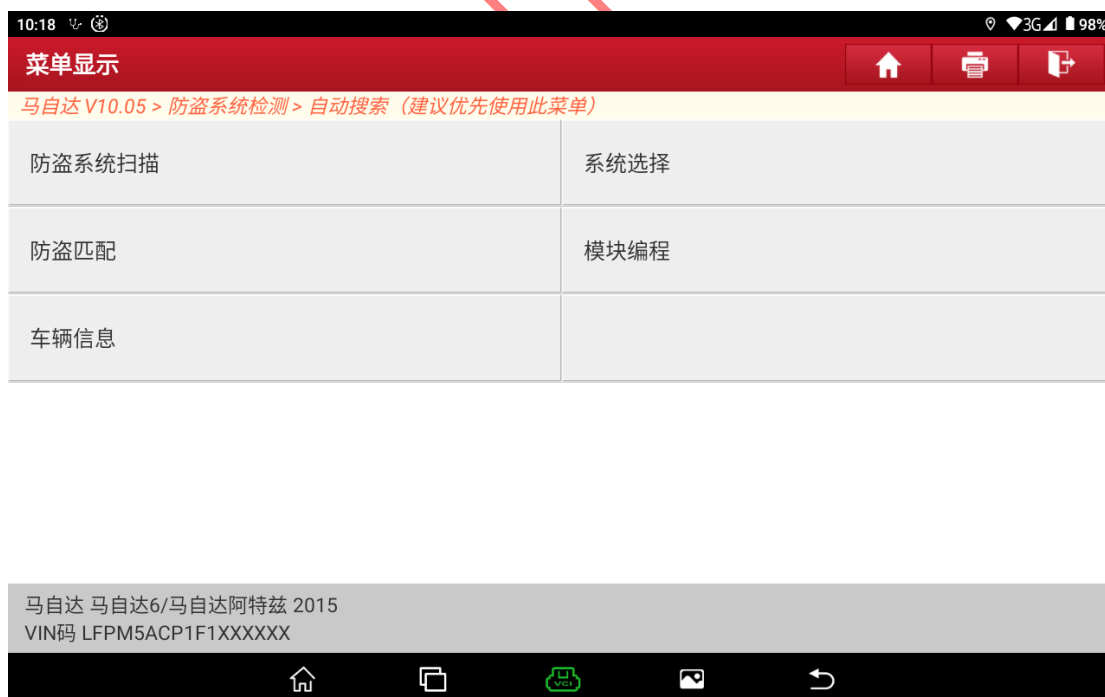 10:18 3G 98%
菜单显示
马自达 V10.05 > 防盗系统检测 > 自动搜索（建议优先使用此菜单）
防盗系统扫描 系统选择
防盗匹配 模块编程
车辆信息
马自达 马自达6/马自达阿特兹 2015
VIN码 LFPM5ACP1F1XXXXXX
VCI